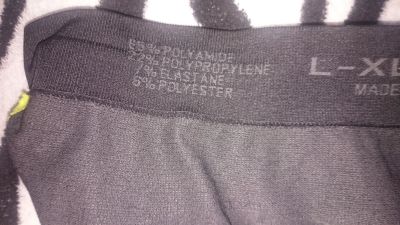 65% POLYAMIDE
22% POLYPROPYLENE
7% ELASTANE
6% POLYESTER
L-XL
MADE